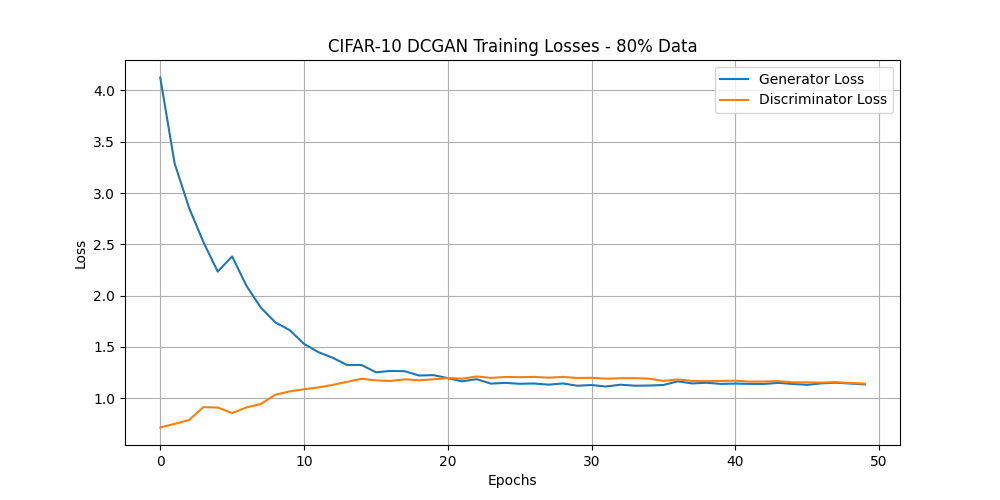 CIFAR-10 DCGAN Training Losses - 80% Data
Generator Loss
Discriminator Loss
Loss
4.0
3.5
3.0
2.5
2.0
1.5
1.0
0
10
20
30
40
50
Epochs